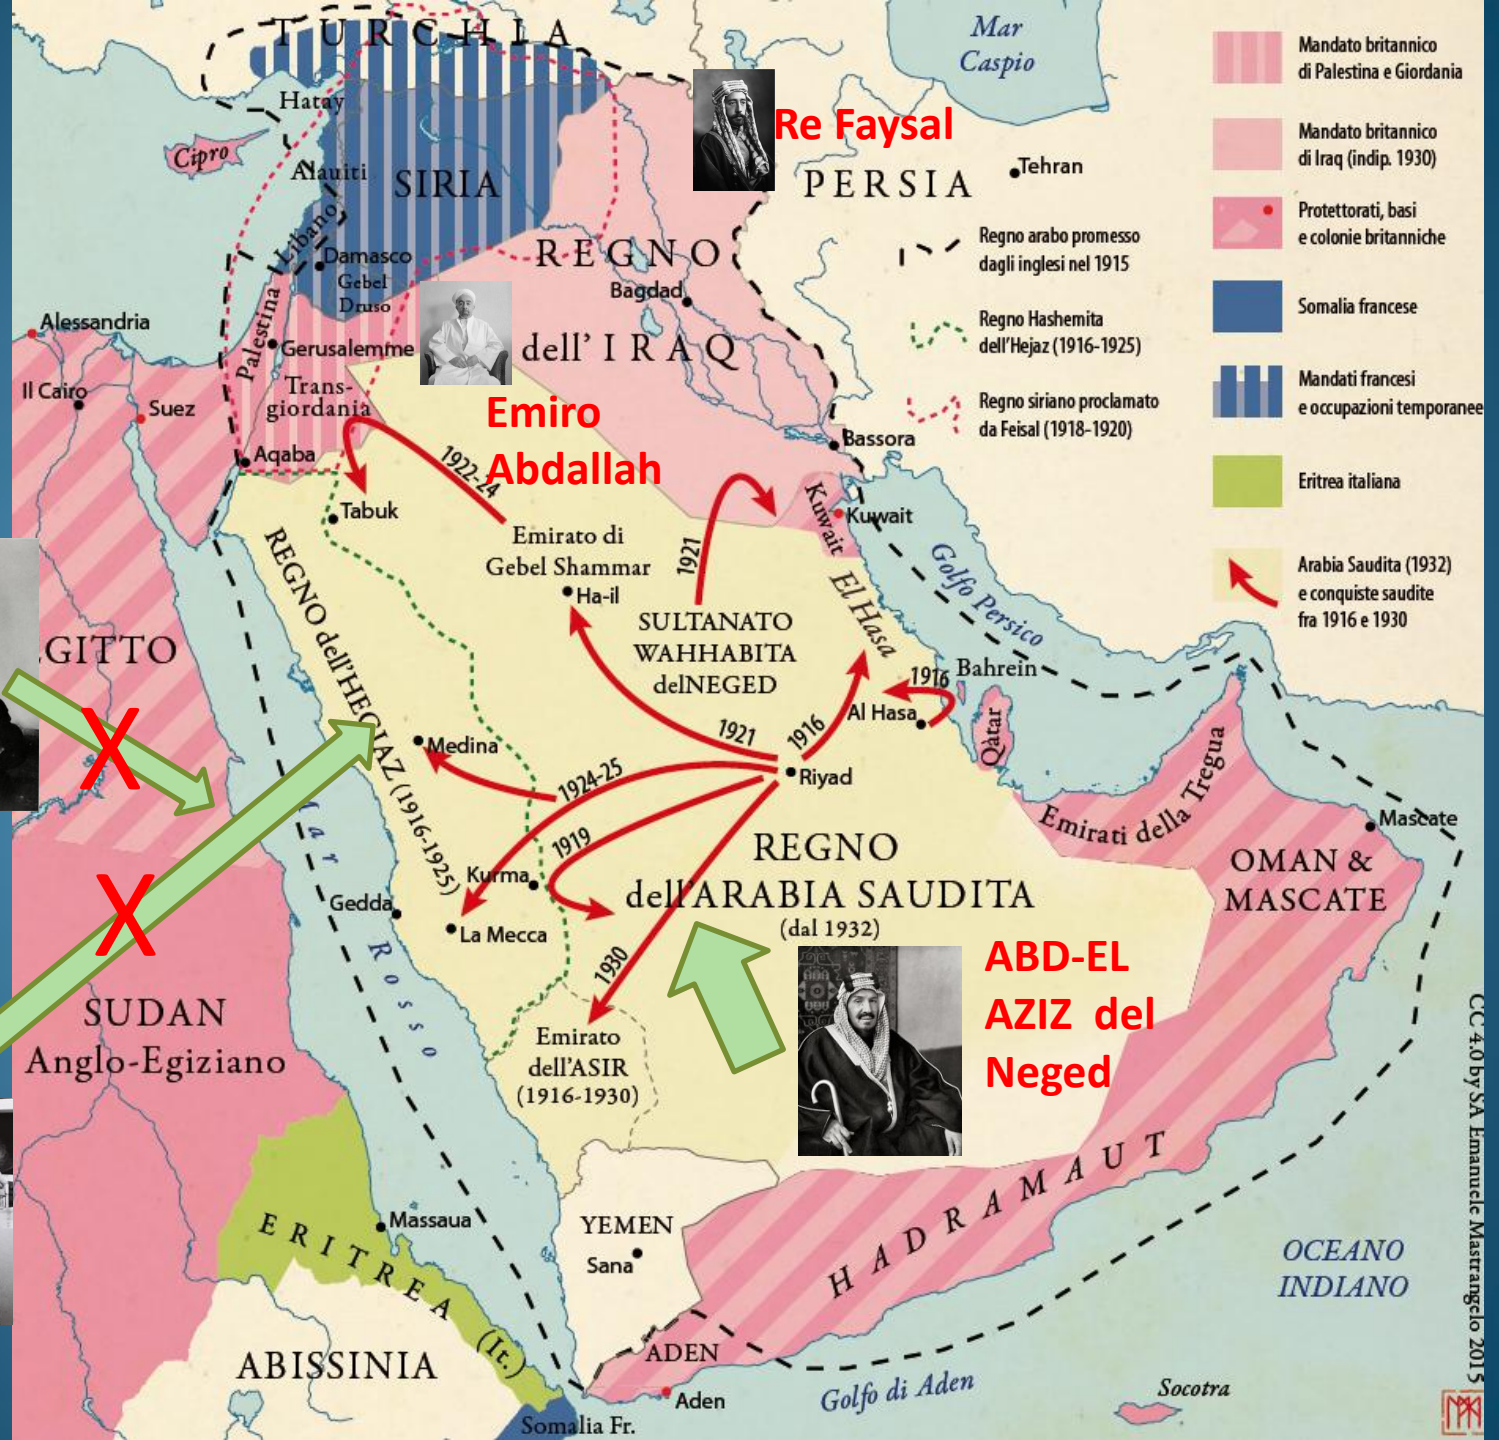 TURCHIA
Mar
Caspio
Hatay
Cipro
Alauiti
SIRIA
Re Faysal
PERSIA
Tehran
Libano
Damasco
Gebel
Druso
REGNO
dell'IRAQ
Bagdad
Alessandria
Palestina
Gerusalemme
Trans-
giordania
Il Cairo
Suez
Aqaba
Emiro
Abdallah
Bassora
1922-24
Tabuk
Kuwait
Kuwait
Emirato di
Gebel Shammar
Ha-il
1921
Golfo Persico
El Hasa
SULTANATO
WAHHABITA
delNEGED
REGNO dell'HEGIAZ (1916-1925)
GITTO
1916
Bahrein
Al Hasa
Qàtar
1921
1916
X
Medina
Riyad
1924-25
Emirati della Tregua
Mascate
1919
REGNO
dell'ARABIA SAUDITA
(dal 1932)
OMAN &
MASCATE
Kurma
X
Gedda
La Mecca
Mar Rosso
1930
ABD-EL
AZIZ del
Neged
SUDAN
Anglo-Egiziano
Emirato
dell'ASIR
(1916-1930)
HADRAMAUT
Massaua
ERITREA (It.)
YEMEN
Sana
OCEANO
INDIANO
ABISSINIA
ADEN
Aden
Golfo di Aden
Socotra
Somalia Fr.
Mandato britannico
di Palestina e Giordania
Mandato britannico
di Iraq (indip. 1930)
Protettorati, basi
e colonie britanniche
Somalia francese
Mandati francesi
e occupazioni temporanee
Eritrea italiana
Arabia Saudita (1932)
e conquiste saudite
fra 1916 e 1930
Regno arabo promesso
dagli inglesi nel 1915
Regno Hashemita
dell'Hejaz (1916-1925)
Regno siriano proclamato
da Feisal (1918-1920)
CC 4.0 by SA Emanuele Mastrangelo 2015